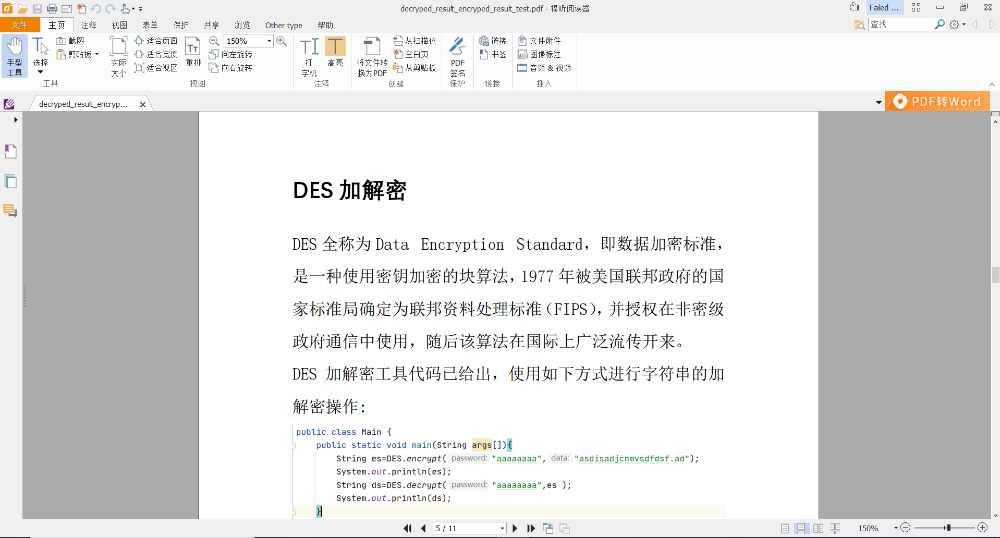 decryped_result_encryped_result_test.pdf - 福昕阅读器
Failed ...
文件 主页 注释 视图 表单 保护 共享 浏览 Other type 帮助
查找
手型工具
选择
截图
剪贴板
工具
实际大小
适合页面
适合宽度
适合视区
重排
150%
向左旋转
向右旋转
视图
打字机
高亮
注释
将文件转换为PDF
从扫描仪
空白页
从剪贴板
创建
PDF签名
保护
链接
书签
链接
文件附件
图像标注
音频 & 视频
插入
decryped_result_encryp...
PDF转Word
DES 加解密
DES 全称为 Data Encryption Standard，即数据加密标准，
是一种使用密钥加密的块算法，1977 年被美国联邦政府的国
家标准局确定为联邦资料处理标准（FIPS），并授权在非密级
政府通信中使用，随后该算法在国际上广泛流传开来。
DES 加解密工具代码已给出，使用如下方式进行字符串的加
解密操作：
public class Main {
public static void main(String args[]){
String es=DES.encrypt( password: "aaaaaaaa", data: "asdisadjcnmvsdfdsf.ad");
System.out.println(es);
String ds=DES.decrypt( password: "aaaaaaaa",es );
System.out.println(ds);
}
5 / 11
150%